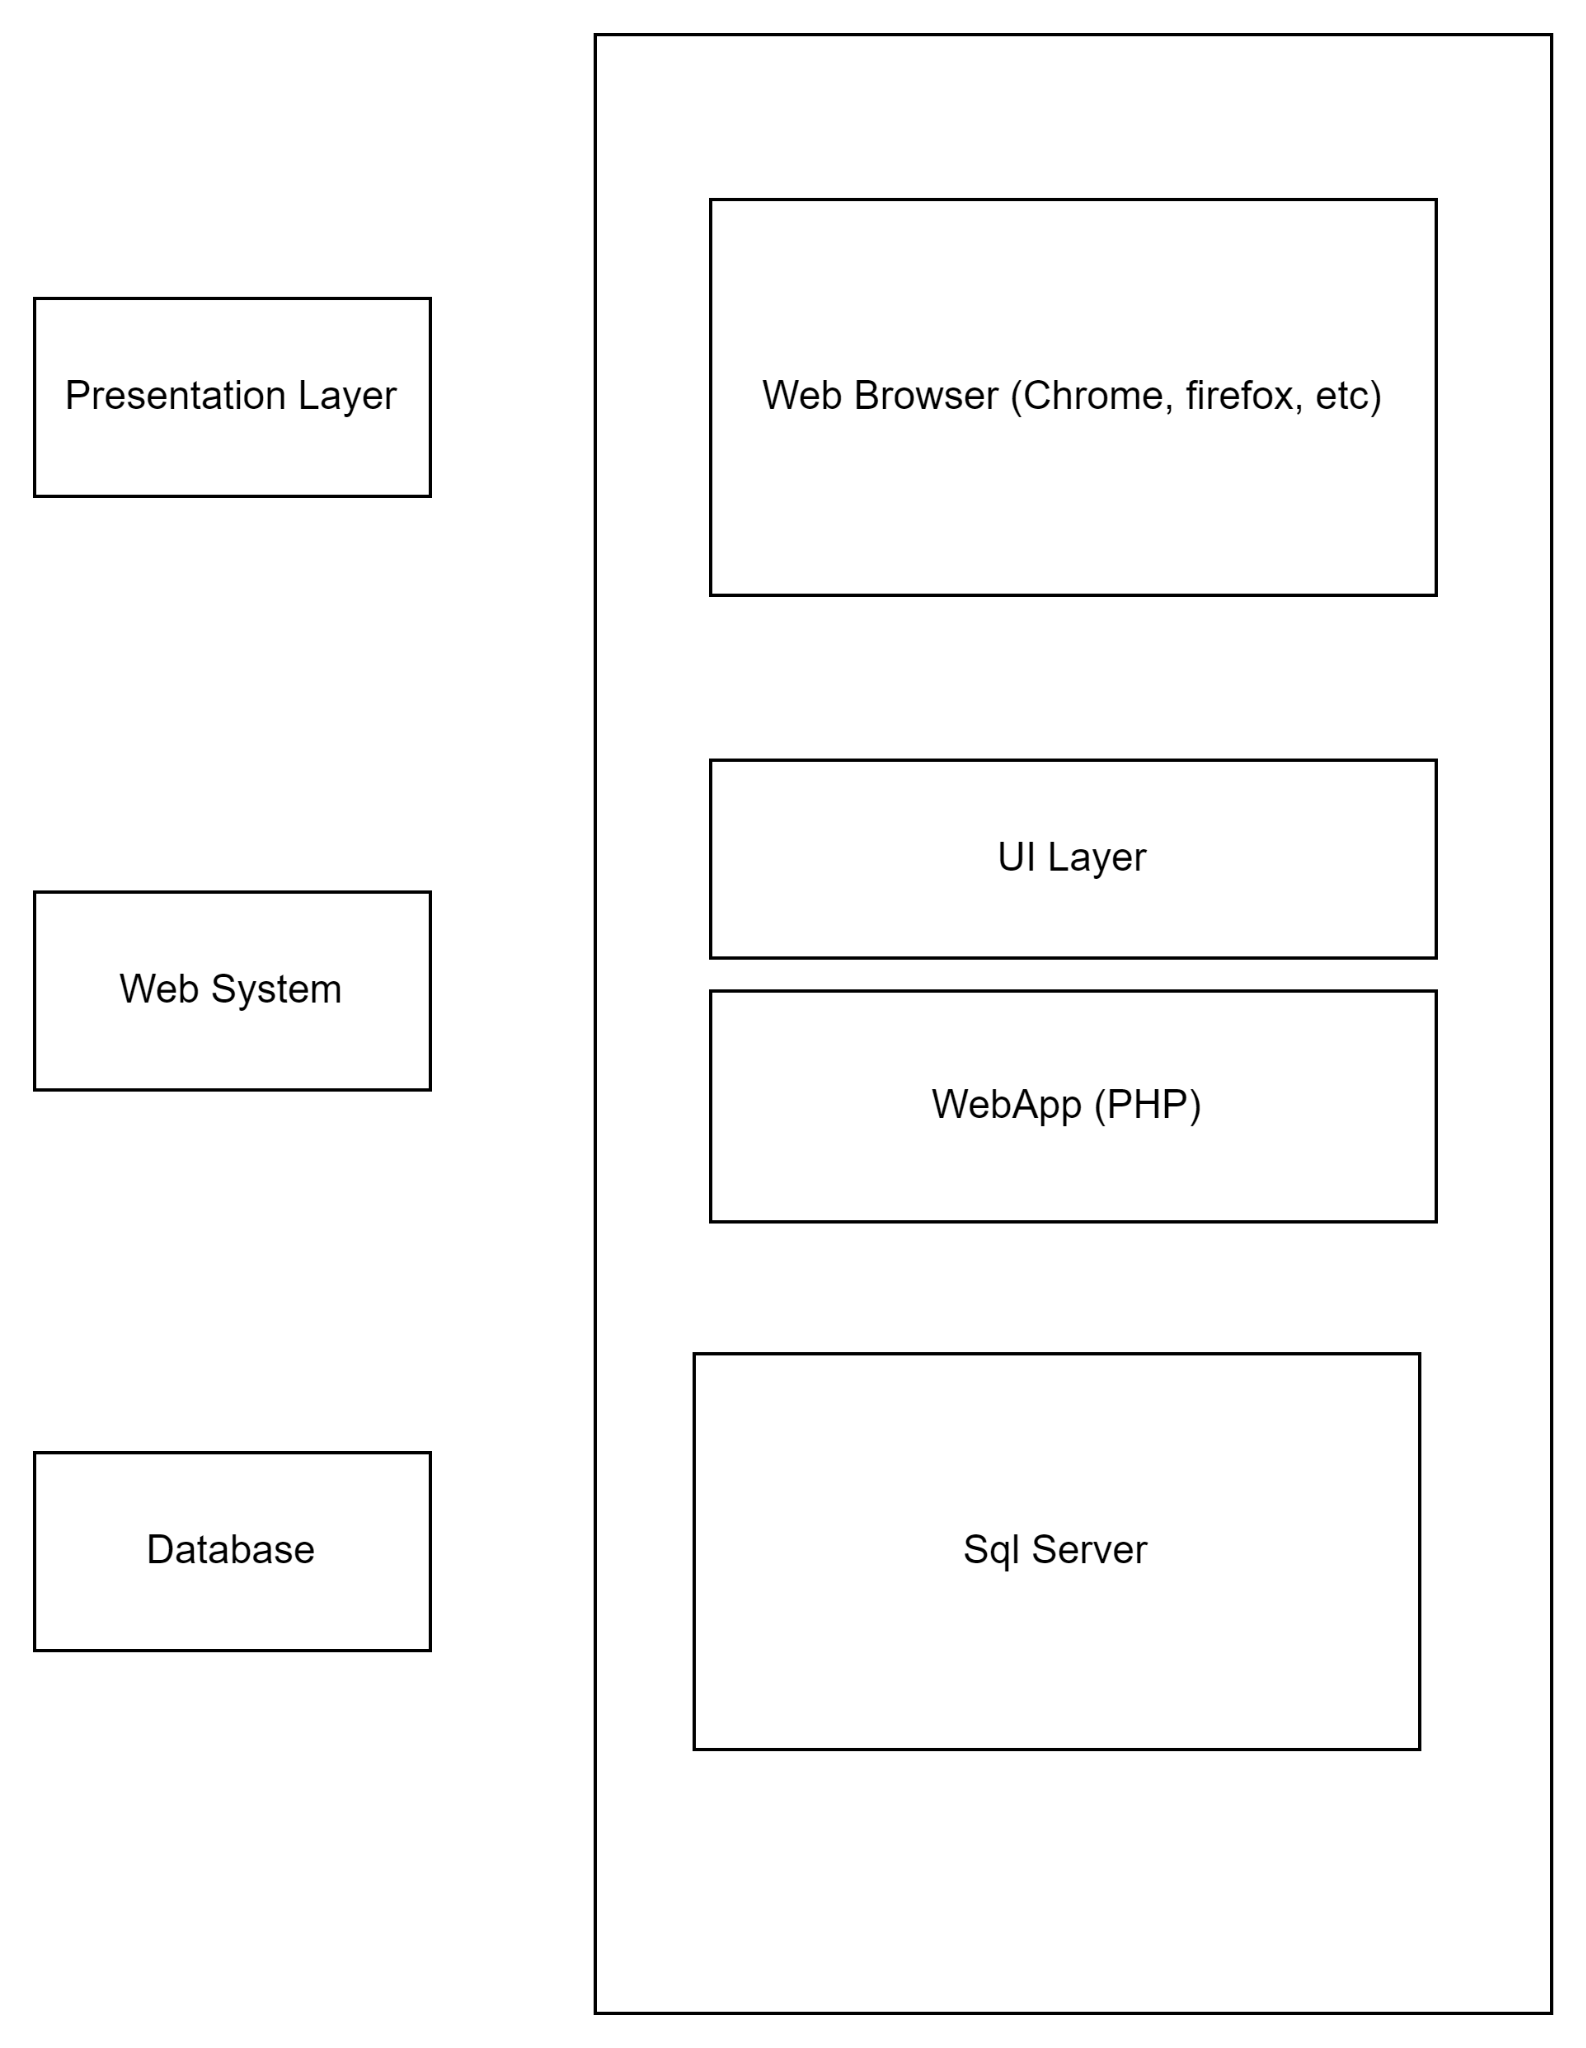 Presentation Layer
Web Browser (Chrome, firefox, etc)
UI Layer
Web System
WebApp (PHP)
Database
Sql Server